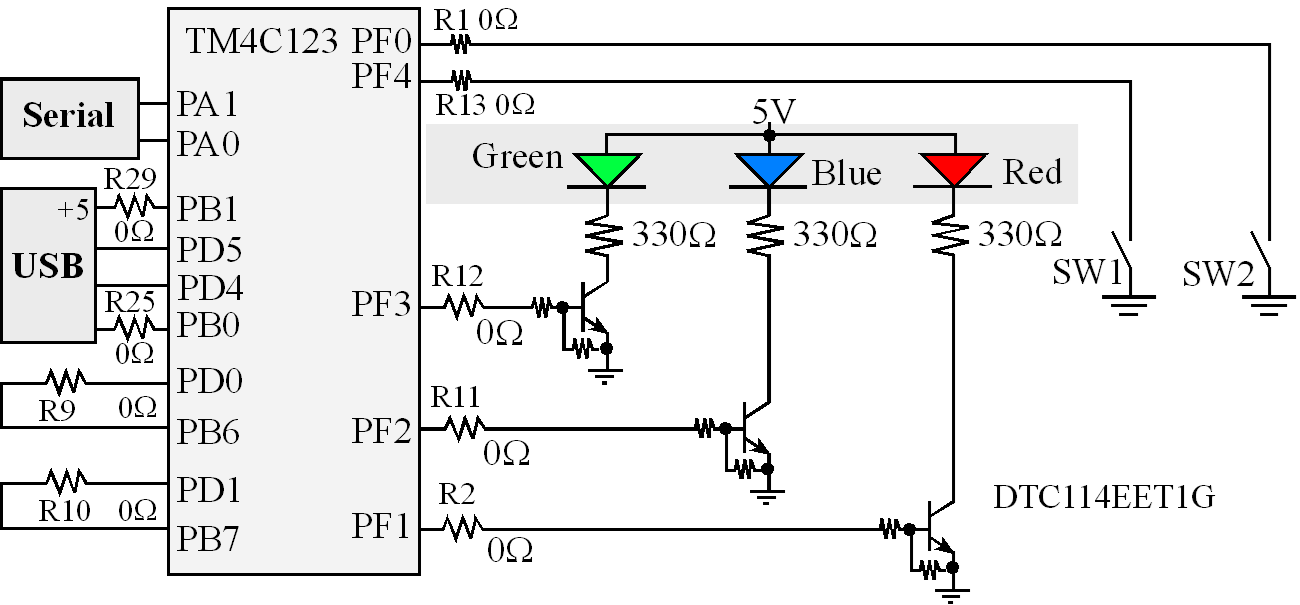 R1 0Ω
TM4C123 PF0
PF4
R13 0Ω
Serial
PA1
PA0
5V
Green
Blue
Red
R29
+5
0Ω
PB1
330Ω
330Ω
330Ω
USB
PD5
PD4
R25
PB0
0Ω
SW1
SW2
R12
PF3
0Ω
PD0
R9 0Ω
PB6
R11
PF2
0Ω
PD1
R10 0Ω
PB7
R2
PF1
0Ω
DTC114EET1G